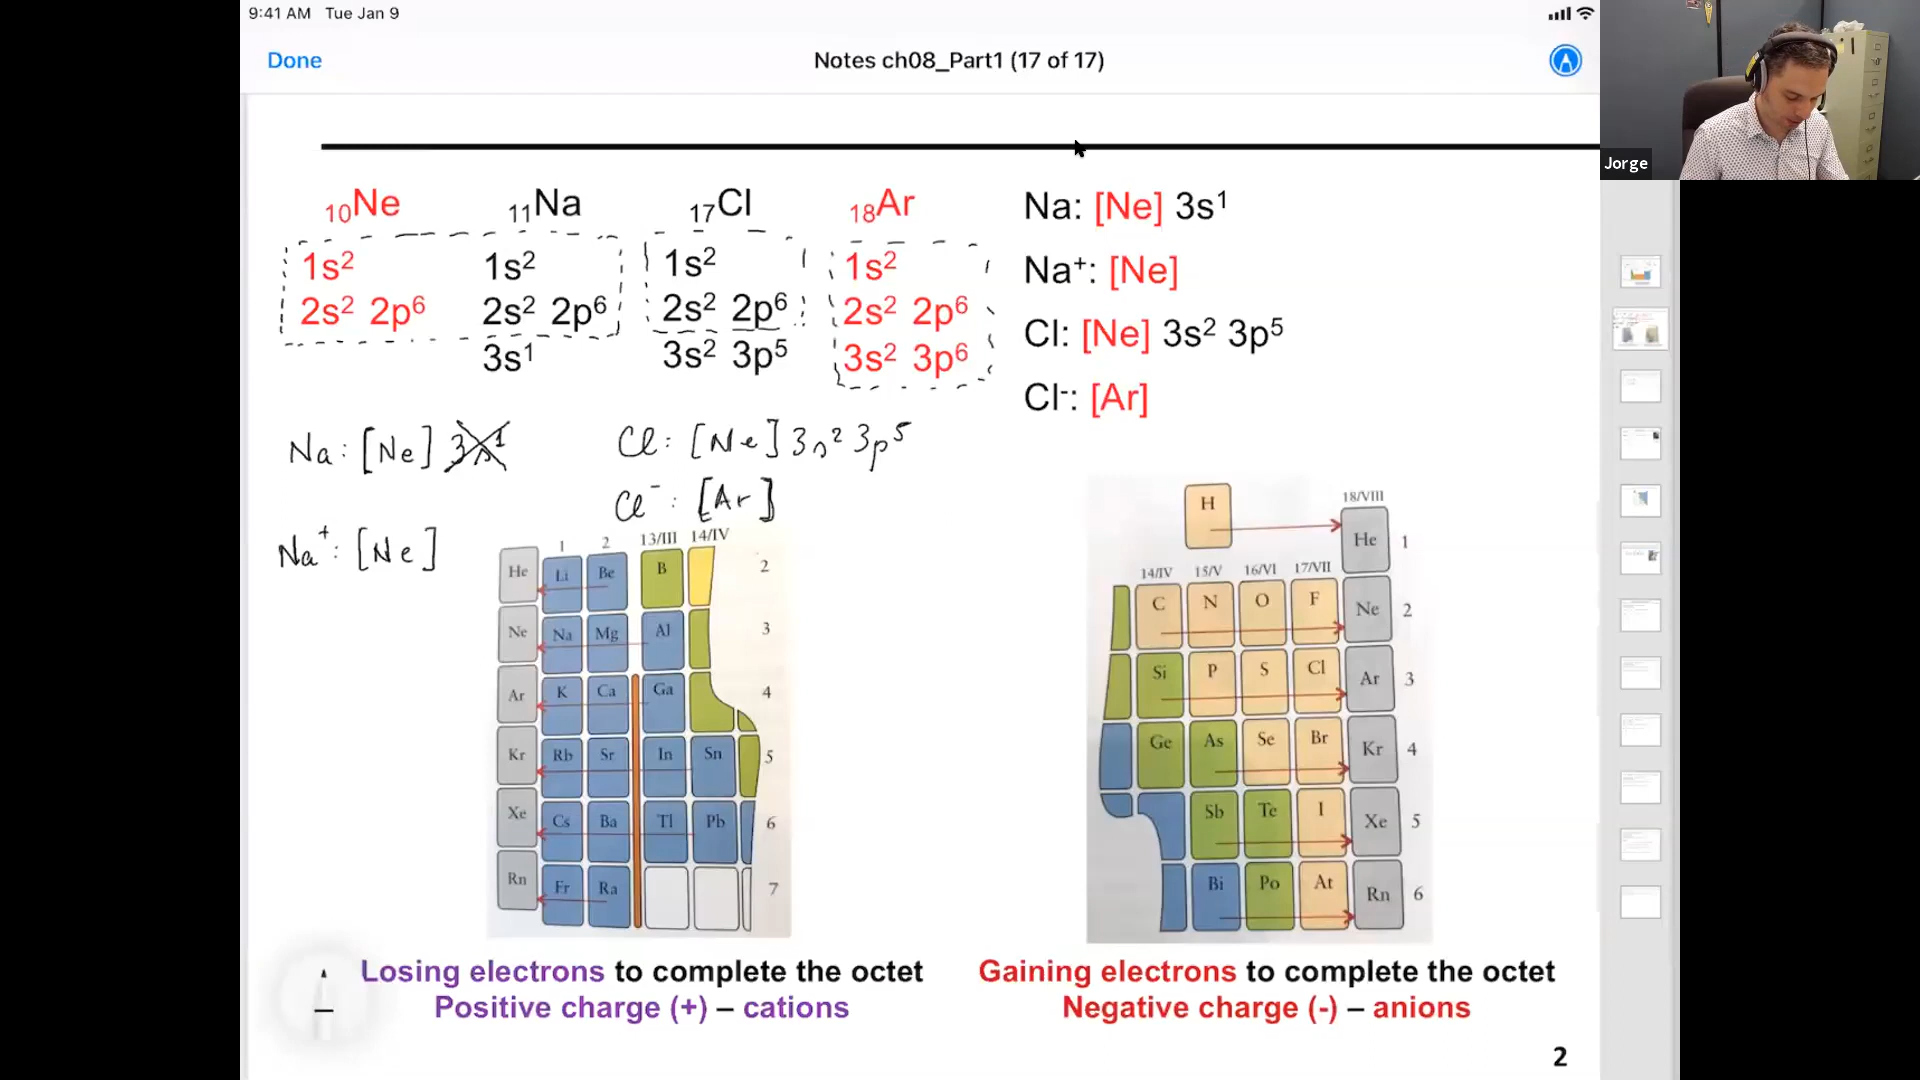 9:41 AM Tue Jan 9
Done
Notes ch08_Part1 (17 of 17)
Jorge
₁₀Ne ₁₁Na ₁₇Cl ₁₈Ar
1s² 1s² 1s² 1s²
2s² 2p⁶ 2s² 2p⁶ 2s² 2p⁶ 2s² 2p⁶
3s¹ 3s² 3p⁵ 3s² 3p⁶
Na: [Ne] 3s¹
Na⁺: [Ne]
Cl: [Ne] 3s² 3p⁵
Cl⁻: [Ar]
Na: [Ne] 3s¹
Na⁺: [Ne]
Cl: [Ne] 3s² 3p⁵
Cl⁻: [Ar]
1 2 13/III 14/IV
He Li Be B 2
Ne Na Mg Al 3
Ar K Ca Ga 4
Kr Rb Sr In Sn 5
Xe Cs Ba Tl Pb 6
Rn Fr Ra 7
H 18/VIII
He 1
14/IV 15/V 16/VI 17/VII
C N O F Ne 2
Si P S Cl Ar 3
Ge As Se Br Kr 4
Sb Te I Xe 5
Bi Po At Rn 6
Losing electrons to complete the octet
Positive charge (+) – cations
Gaining electrons to complete the octet
Negative charge (-) – anions
2